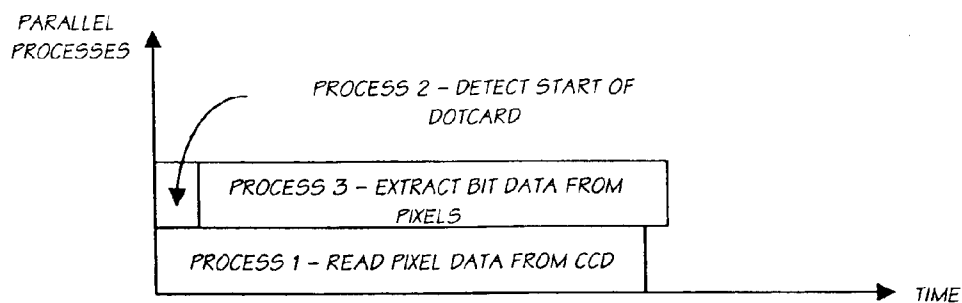 PARALLEL
PROCESSES
PROCESS 2 – DETECT START OF
DOTCARD
PROCESS 3 – EXTRACT BIT DATA FROM
PIXELS
PROCESS 1 – READ PIXEL DATA FROM CCD
TIME